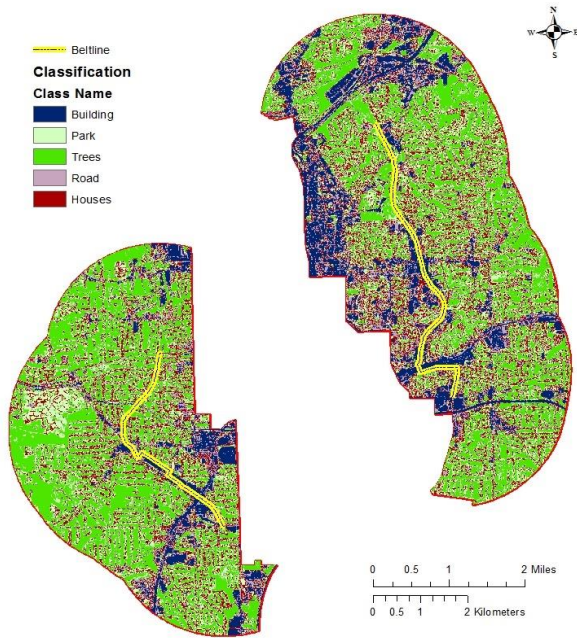 N
W E
S
Beltline
Classification
Class Name
Building
Park
Trees
Road
Houses
0 0.5 1 2 Miles
0 0.5 1 2 Kilometers